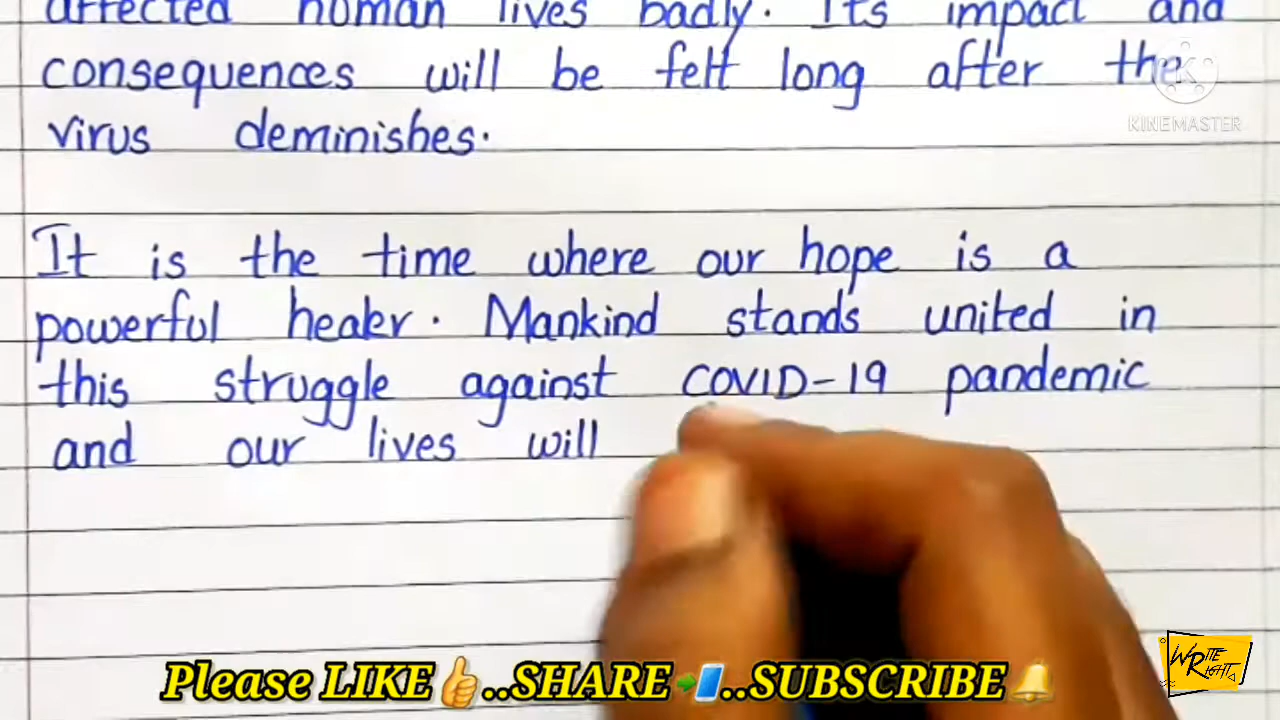 affected human lives badly. Its impact and
consequences will be felt long after the
KINEMASTER
virus deminishes.
It is the time where our hope is a
powerful healer. Mankind stands united in
this struggle against COVID-19 pandemic
and our lives will
Please LIKE👍..SHARE📲..SUBSCRIBE🔔
WRITE
RIGHT